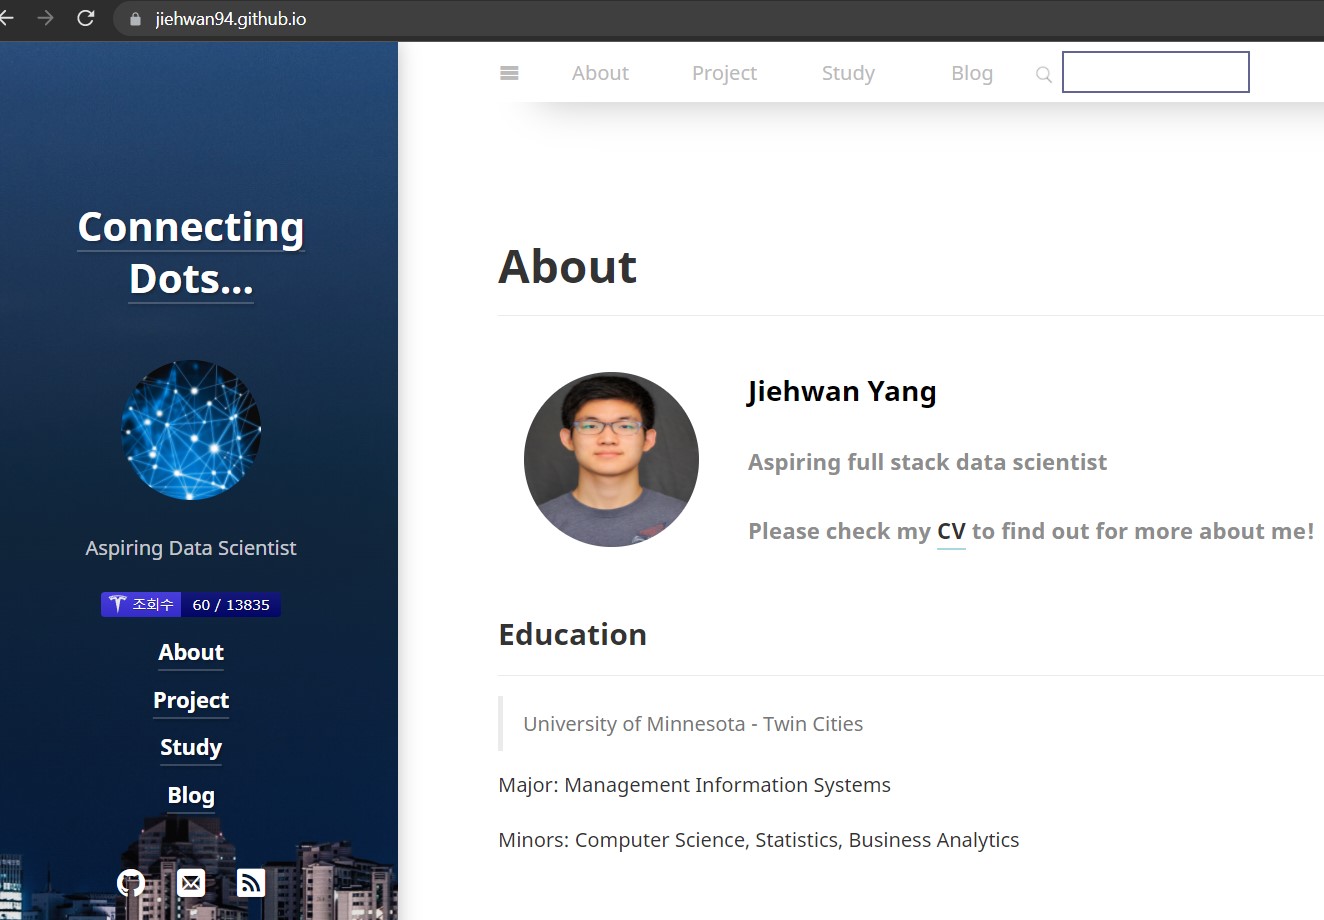 jiehwan94.github.io
About Project Study Blog
Connecting
Dots...
Aspiring Data Scientist
조회수 60 / 13835
About
Project
Study
Blog
About
Jiehwan Yang
Aspiring full stack data scientist
Please check my CV to find out for more about me!
Education
University of Minnesota - Twin Cities
Major: Management Information Systems
Minors: Computer Science, Statistics, Business Analytics